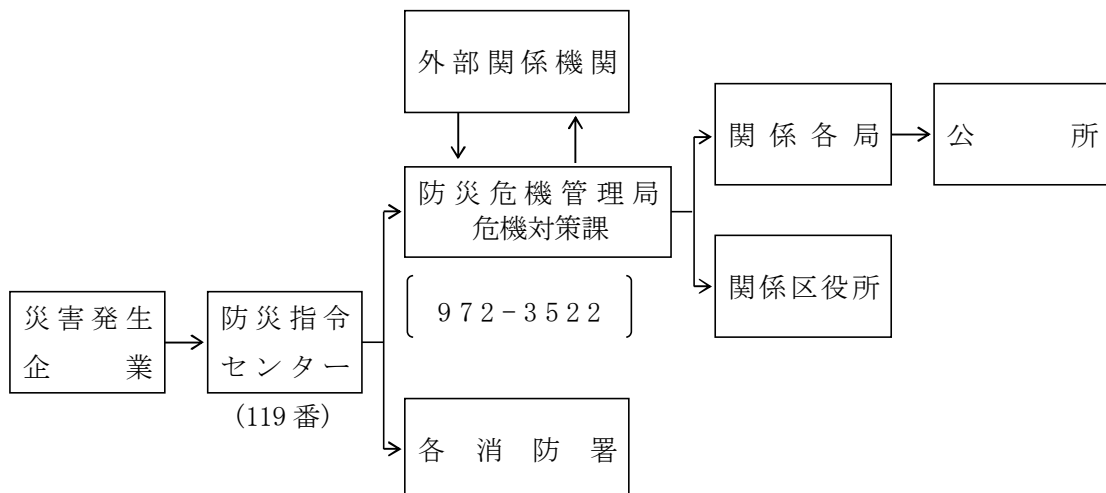 外部関係機関
関係各局
公所
防災危機管理局
危機対策課
972-3522
関係区役所
災害発生
企業
防災指令
センター
(119番)
各消防署